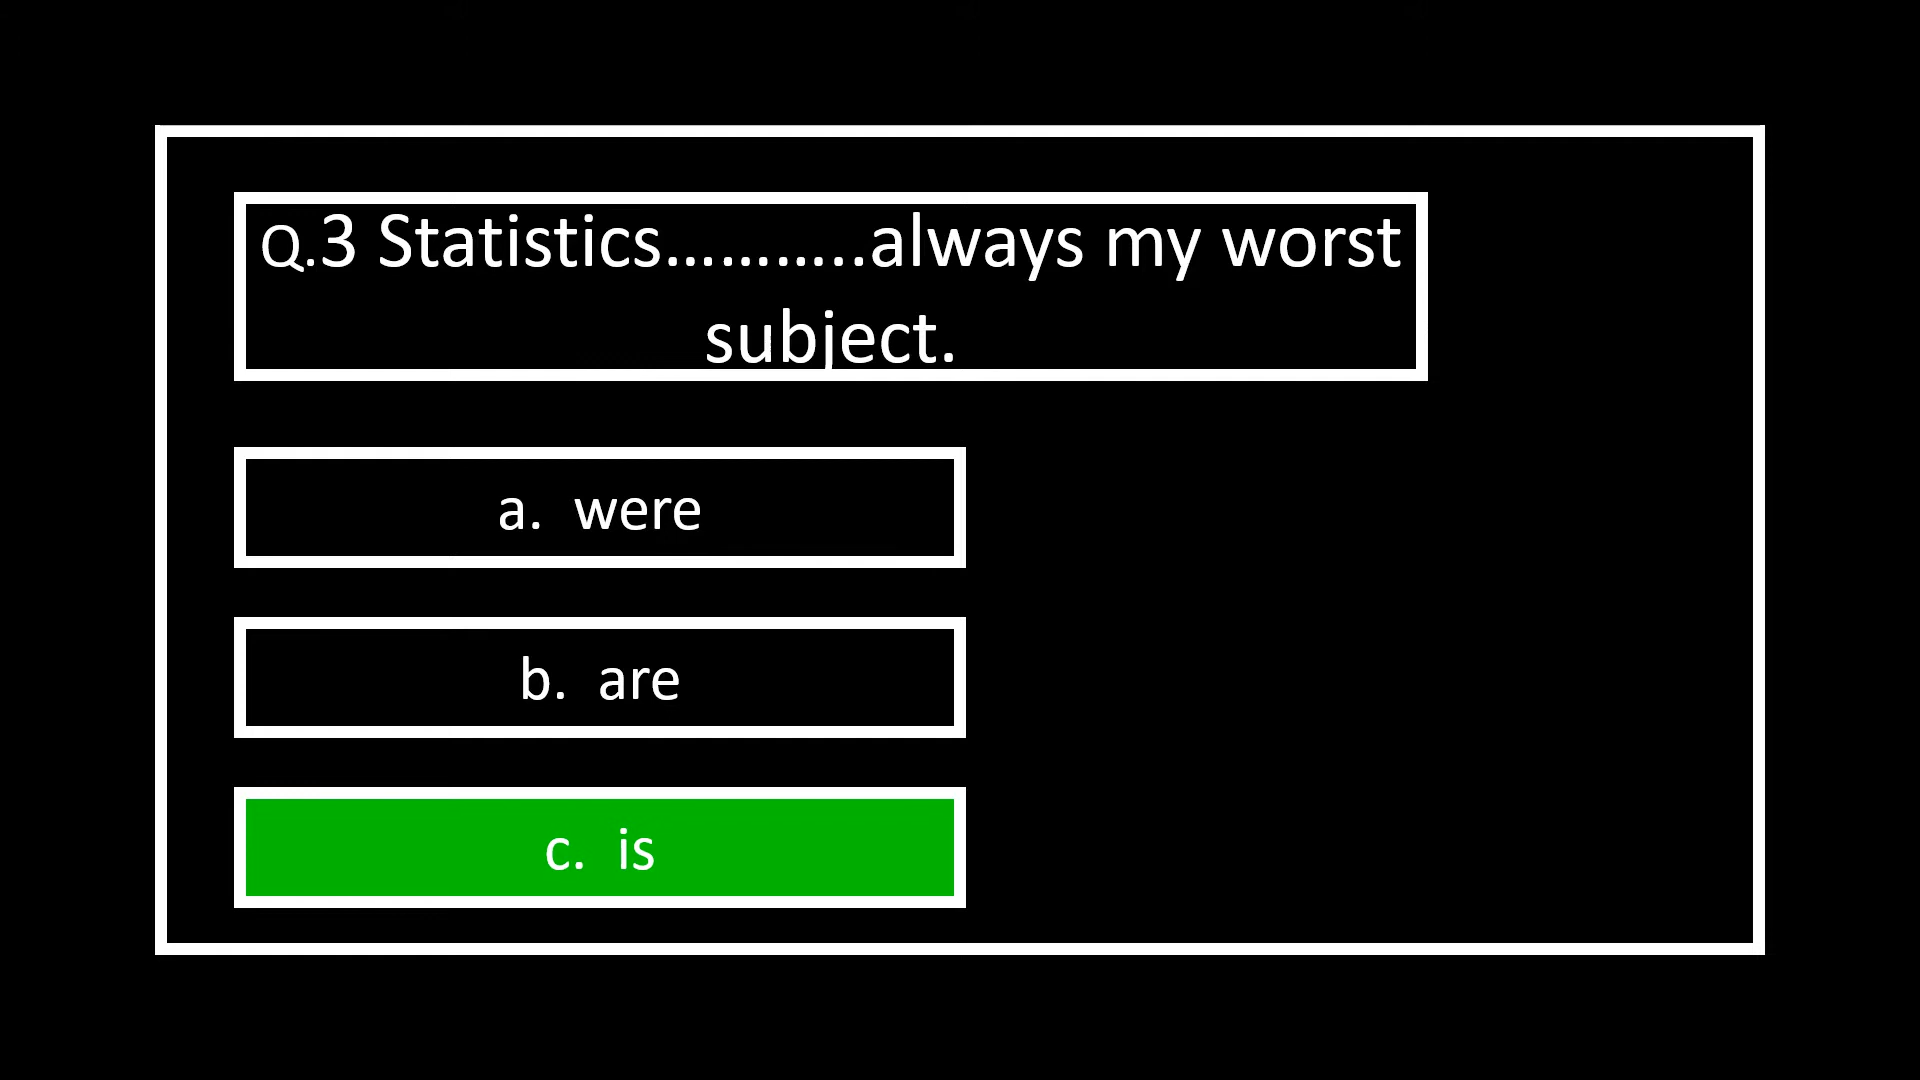 Q.3 Statistics………..always my worst
subject.
a. were
b. are
c. is